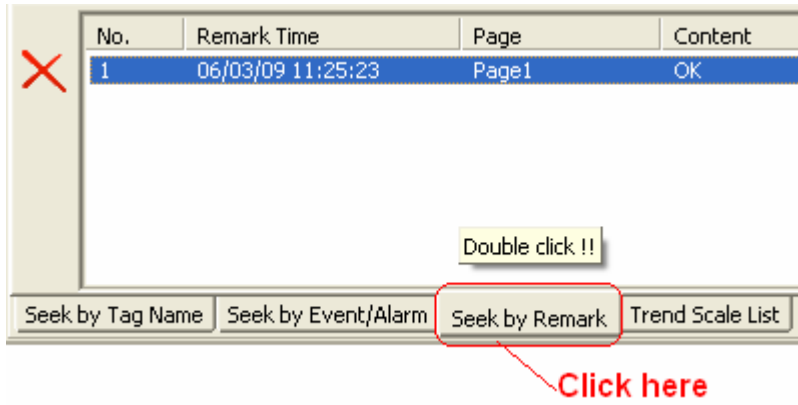 No. Remark Time Page Content
1 06/03/09 11:25:23 Page1 OK
Double click !!
Seek by Tag Name Seek by Event/Alarm Seek by Remark Trend Scale List
Click here